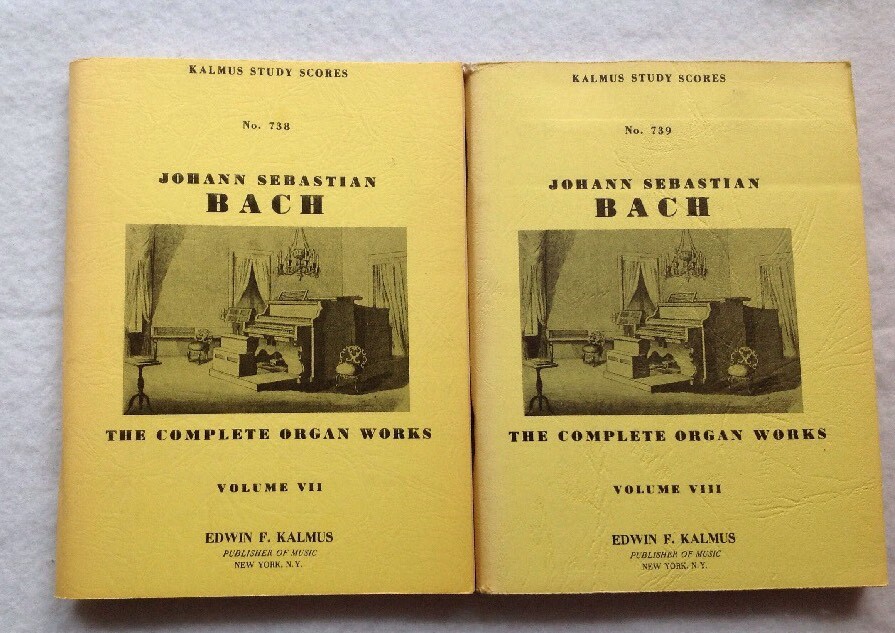 KALMUS STUDY SCORES
No. 738
JOHANN SEBASTIAN
BACH
THE COMPLETE ORGAN WORKS
VOLUME VII
EDWIN F. KALMUS
PUBLISHER OF MUSIC
NEW YORK, N.Y.
KALMUS STUDY SCORES
No. 739
JOHANN SEBASTIAN
BACH
THE COMPLETE ORGAN WORKS
VOLUME VIII
EDWIN F. KALMUS
PUBLISHER OF MUSIC
NEW YORK, N.Y.